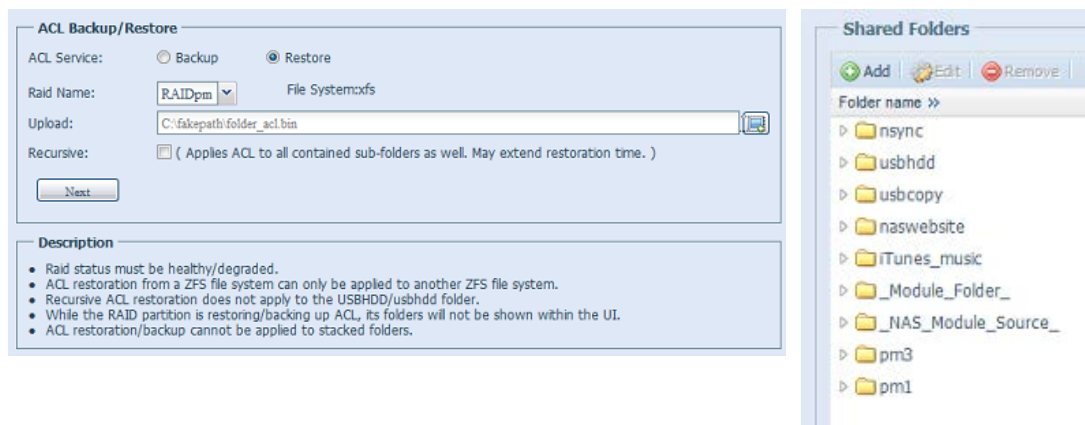 ACL Backup/Restore
ACL Service: Backup Restore
Raid Name: RAIDpm File System:xfs
Upload: C:\fakepath\folder_acl.bin
Recursive: ( Applies ACL to all contained sub-folders as well. May extend restoration time. )
Next
Description
• Raid status must be healthy/degraded.
• ACL restoration from a ZFS file system can only be applied to another ZFS file system.
• Recursive ACL restoration does not apply to the USBHDD/usbhdd folder.
• While the RAID partition is restoring/backing up ACL, its folders will not be shown within the UI.
• ACL restoration/backup cannot be applied to stacked folders.
Shared Folders
Add Edit Remove
Folder name »
nsync
usbhdd
usbcopy
naswebsite
iTunes_music
_Module_Folder_
_NAS_Module_Source_
pm3
pm1